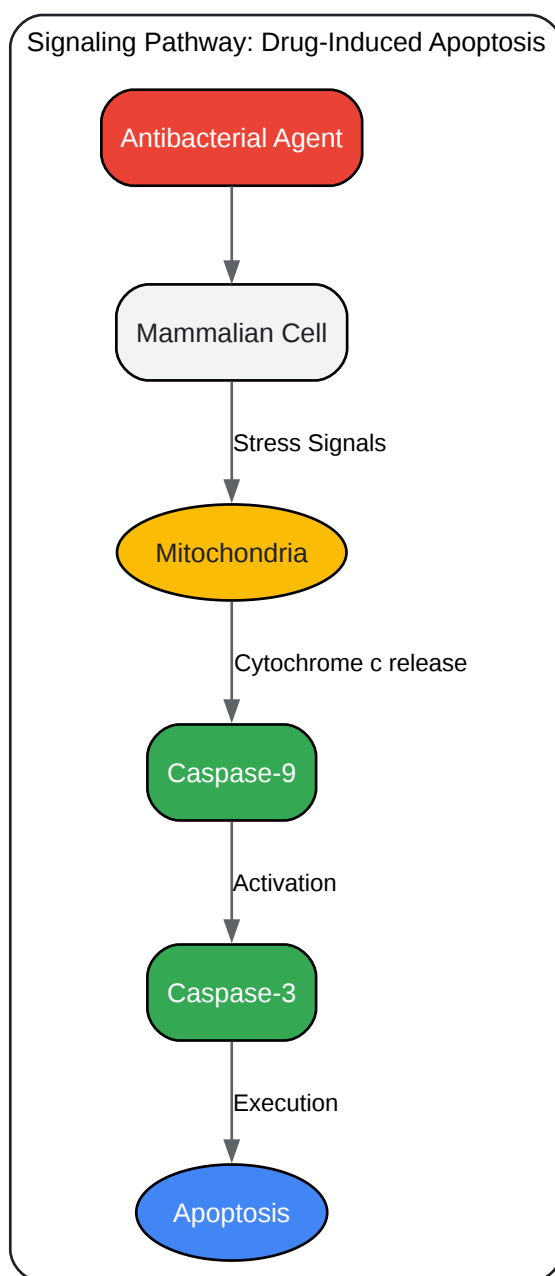 Signaling Pathway: Drug-Induced Apoptosis
Antibacterial Agent
Mammalian Cell
Stress Signals
Mitochondria
Cytochrome c release
Caspase-9
Activation
Caspase-3
Execution
Apoptosis